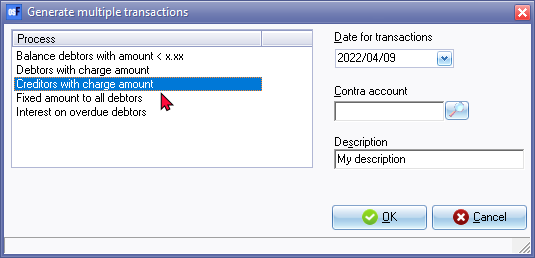 Generate multiple transactions
Process
Balance debtors with amount < x.xx
Debtors with charge amount
Creditors with charge amount
Fixed amount to all debtors
Interest on overdue debtors
Date for transactions
2022/04/09
Contra account
Description
My description
OK
Cancel